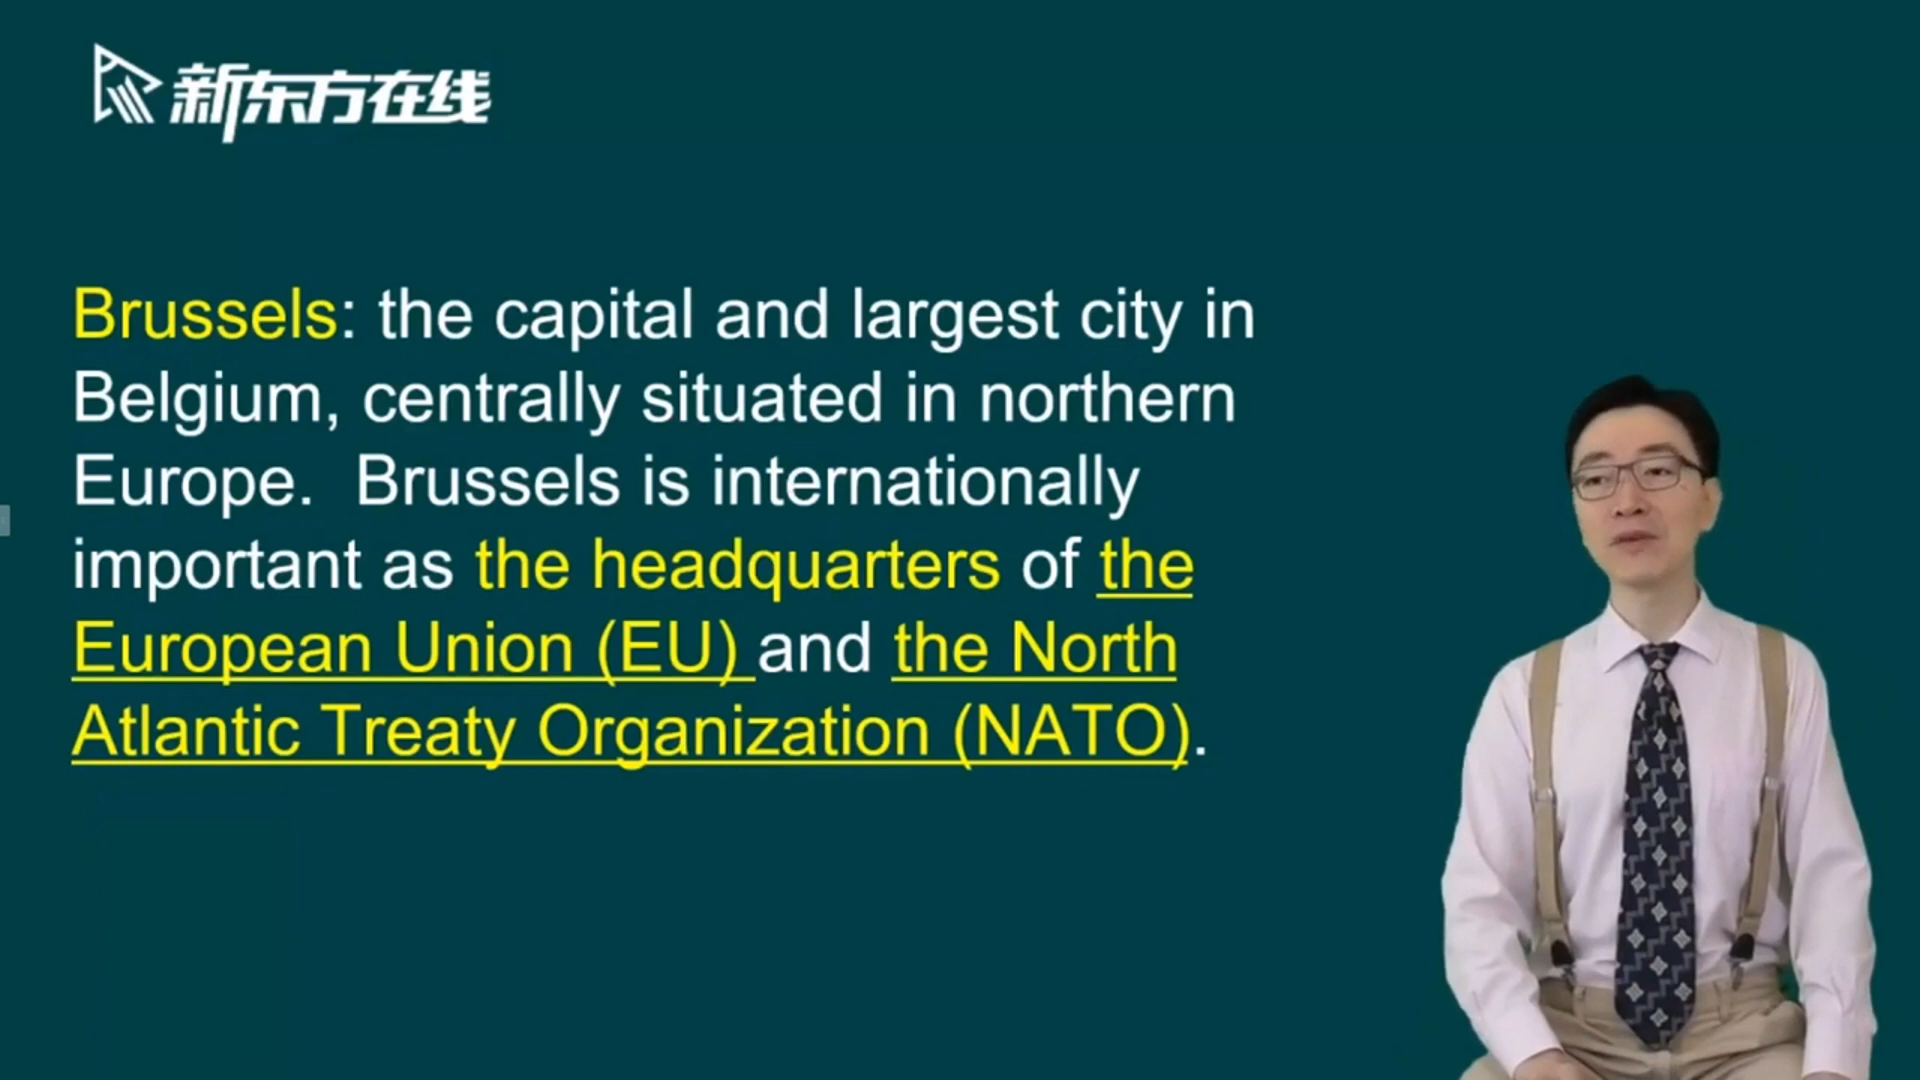 新东方在线
Brussels: the capital and largest city in
Belgium, centrally situated in northern
Europe.  Brussels is internationally
important as the headquarters of the
European Union (EU) and the North
Atlantic Treaty Organization (NATO).